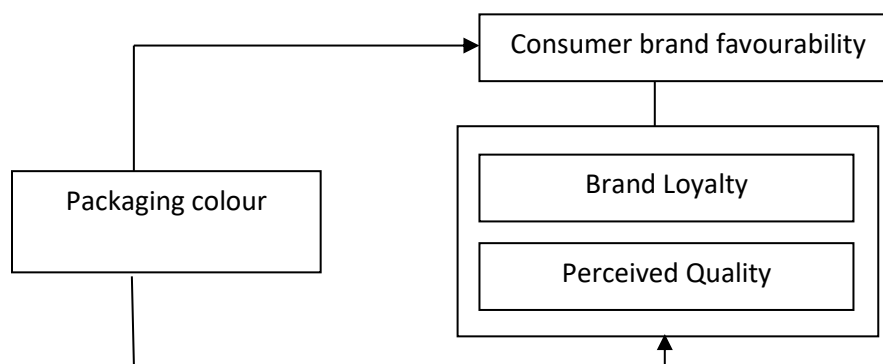 Consumer brand favourability
Packaging colour
Brand Loyalty
Perceived Quality